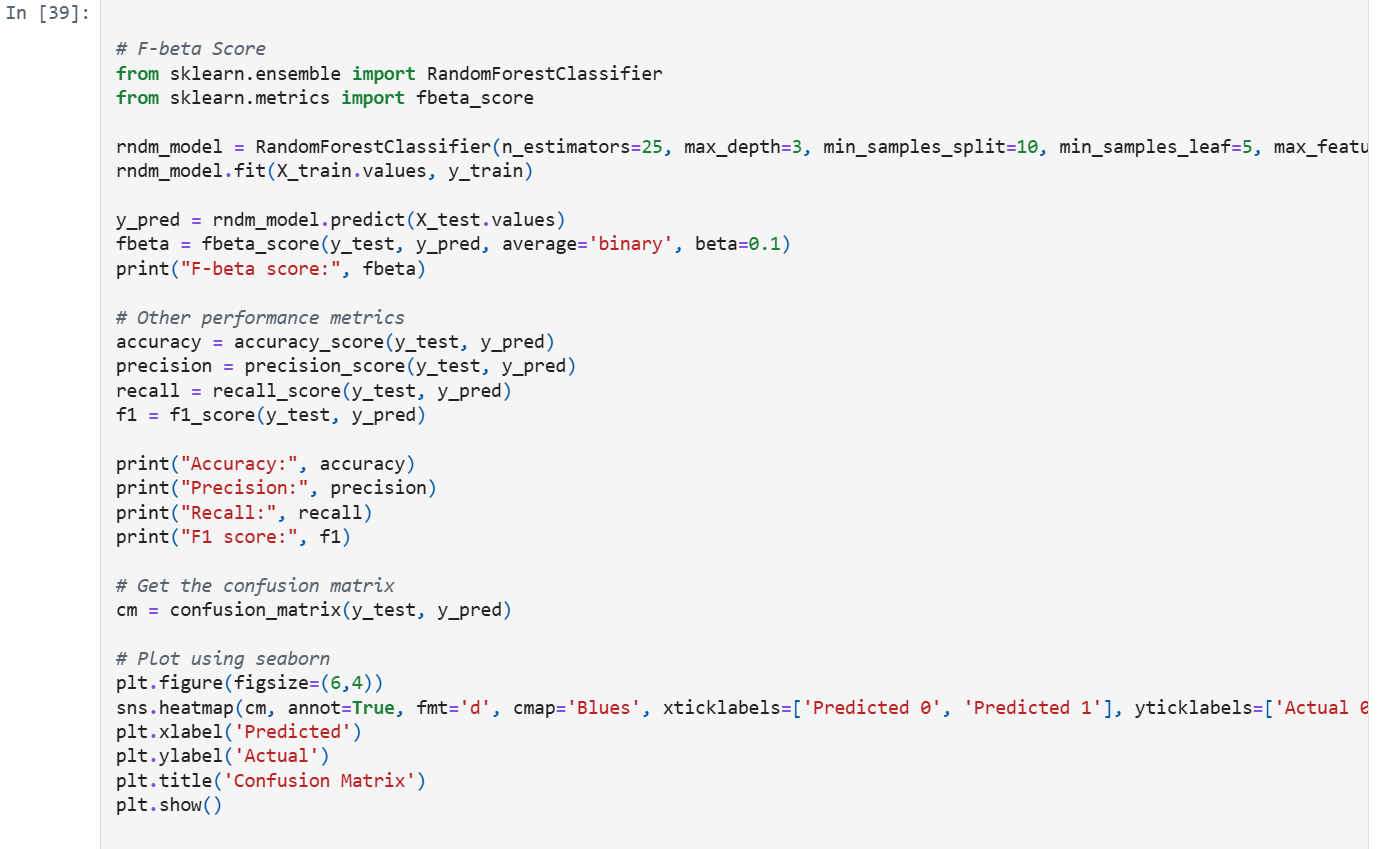 In [39]:
# F-beta Score
from sklearn.ensemble import RandomForestClassifier
from sklearn.metrics import fbeta_score
rndm_model = RandomForestClassifier(n_estimators=25, max_depth=3, min_samples_split=10, min_samples_leaf=5, max_featu
rndm_model.fit(X_train.values, y_train)
y_pred = rndm_model.predict(X_test.values)
fbeta = fbeta_score(y_test, y_pred, average='binary', beta=0.1)
print("F-beta score:", fbeta)
# Other performance metrics
accuracy = accuracy_score(y_test, y_pred)
precision = precision_score(y_test, y_pred)
recall = recall_score(y_test, y_pred)
f1 = f1_score(y_test, y_pred)
print("Accuracy:", accuracy)
print("Precision:", precision)
print("Recall:", recall)
print("F1 score:", f1)
# Get the confusion matrix
cm = confusion_matrix(y_test, y_pred)
# Plot using seaborn
plt.figure(figsize=(6,4))
sns.heatmap(cm, annot=True, fmt='d', cmap='Blues', xticklabels=['Predicted 0', 'Predicted 1'], yticklabels=['Actual 0
plt.xlabel('Predicted')
plt.ylabel('Actual')
plt.title('Confusion Matrix')
plt.show()